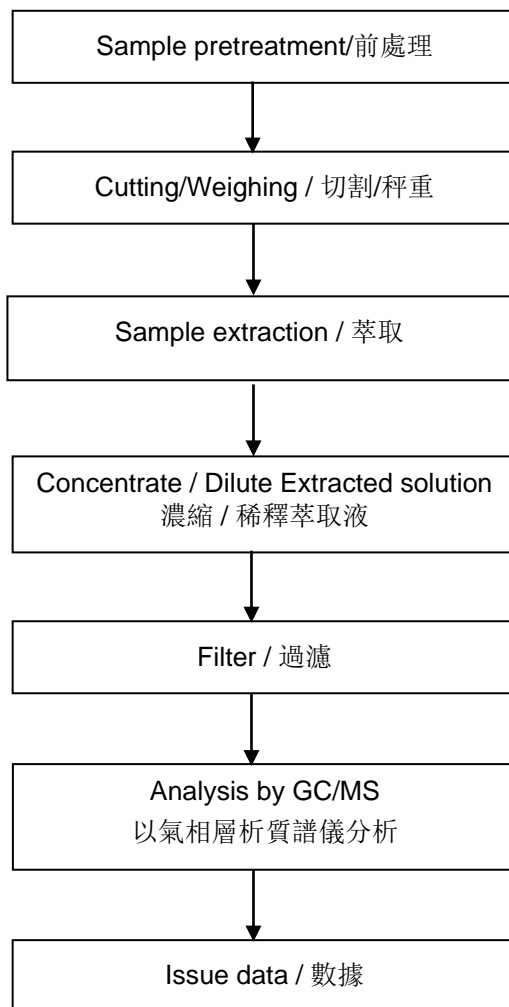 Sample pretreatment/前處理
Cutting/Weighing / 切割/秤重
Sample extraction / 萃取
Concentrate / Dilute Extracted solution
濃縮 / 稀釋萃取液
Filter / 過濾
Analysis by GC/MS
以氣相層析質譜儀分析
Issue data / 數據